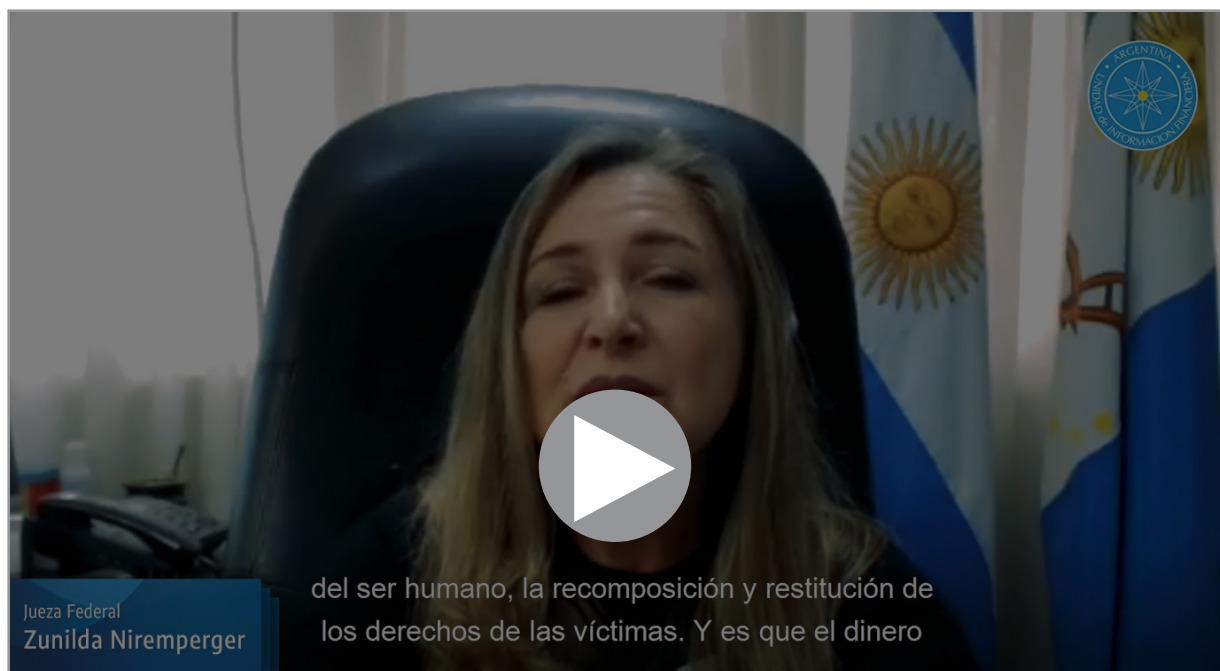 ARGENTINA
UNIDAD de INFORMACIÓN FINANCIERA
del ser humano, la recomposición y restitución de
los derechos de las víctimas. Y es que el dinero
Jueza Federal
Zunilda Niremperger